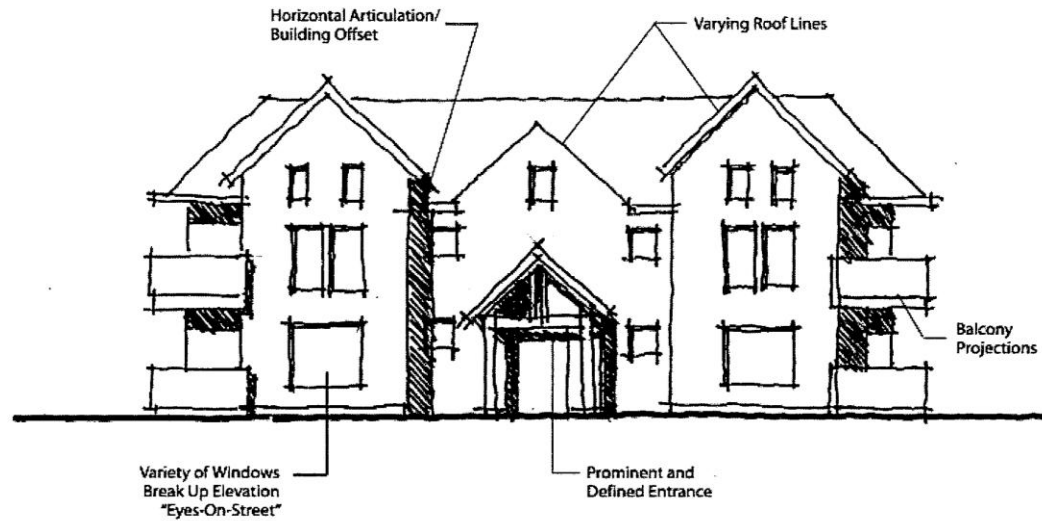 Horizontal Articulation/
Building Offset
Varying Roof Lines
Balcony
Projections
Variety of Windows
Break Up Elevation
"Eyes-On-Street"
Prominent and
Defined Entrance